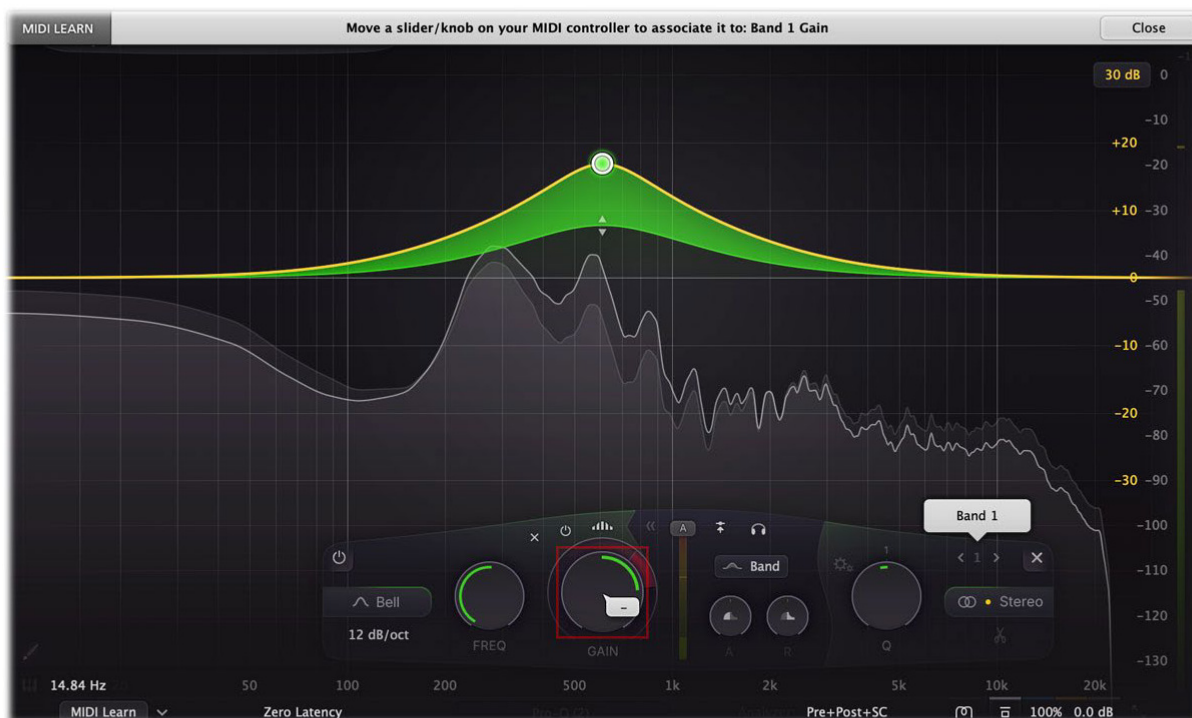 MIDI LEARN
Move a slider/knob on your MIDI controller to associate it to: Band 1 Gain
Close
30 dB
0
-10
+20
-20
+10 -30
-40
0
-50
-10 -60
-70
-20
-80
-30 -90
-100
-110
-120
-130
Band 1
A
< 1 >
Band
1
Bell
Stereo
12 dB/oct
FREQ
GAIN
A
R
Q
14.84 Hz
50
100
200
500
1k
2k
5k
10k
20k
MIDI Learn
Zero Latency
Pre+Post+SC
100%
0.0 dB